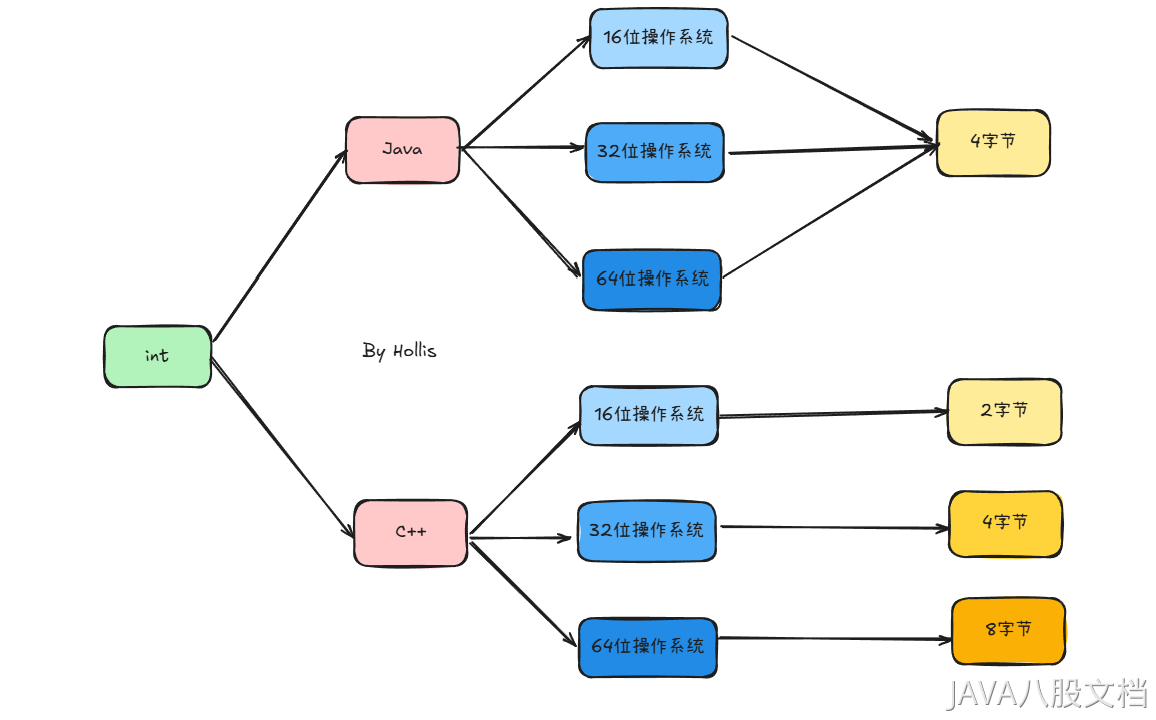 16位操作系统
Java
32位操作系统
4字节
64位操作系统
int
By Hollis
16位操作系统
2字节
C++
32位操作系统
4字节
64位操作系统
8字节
JAVA八股文档